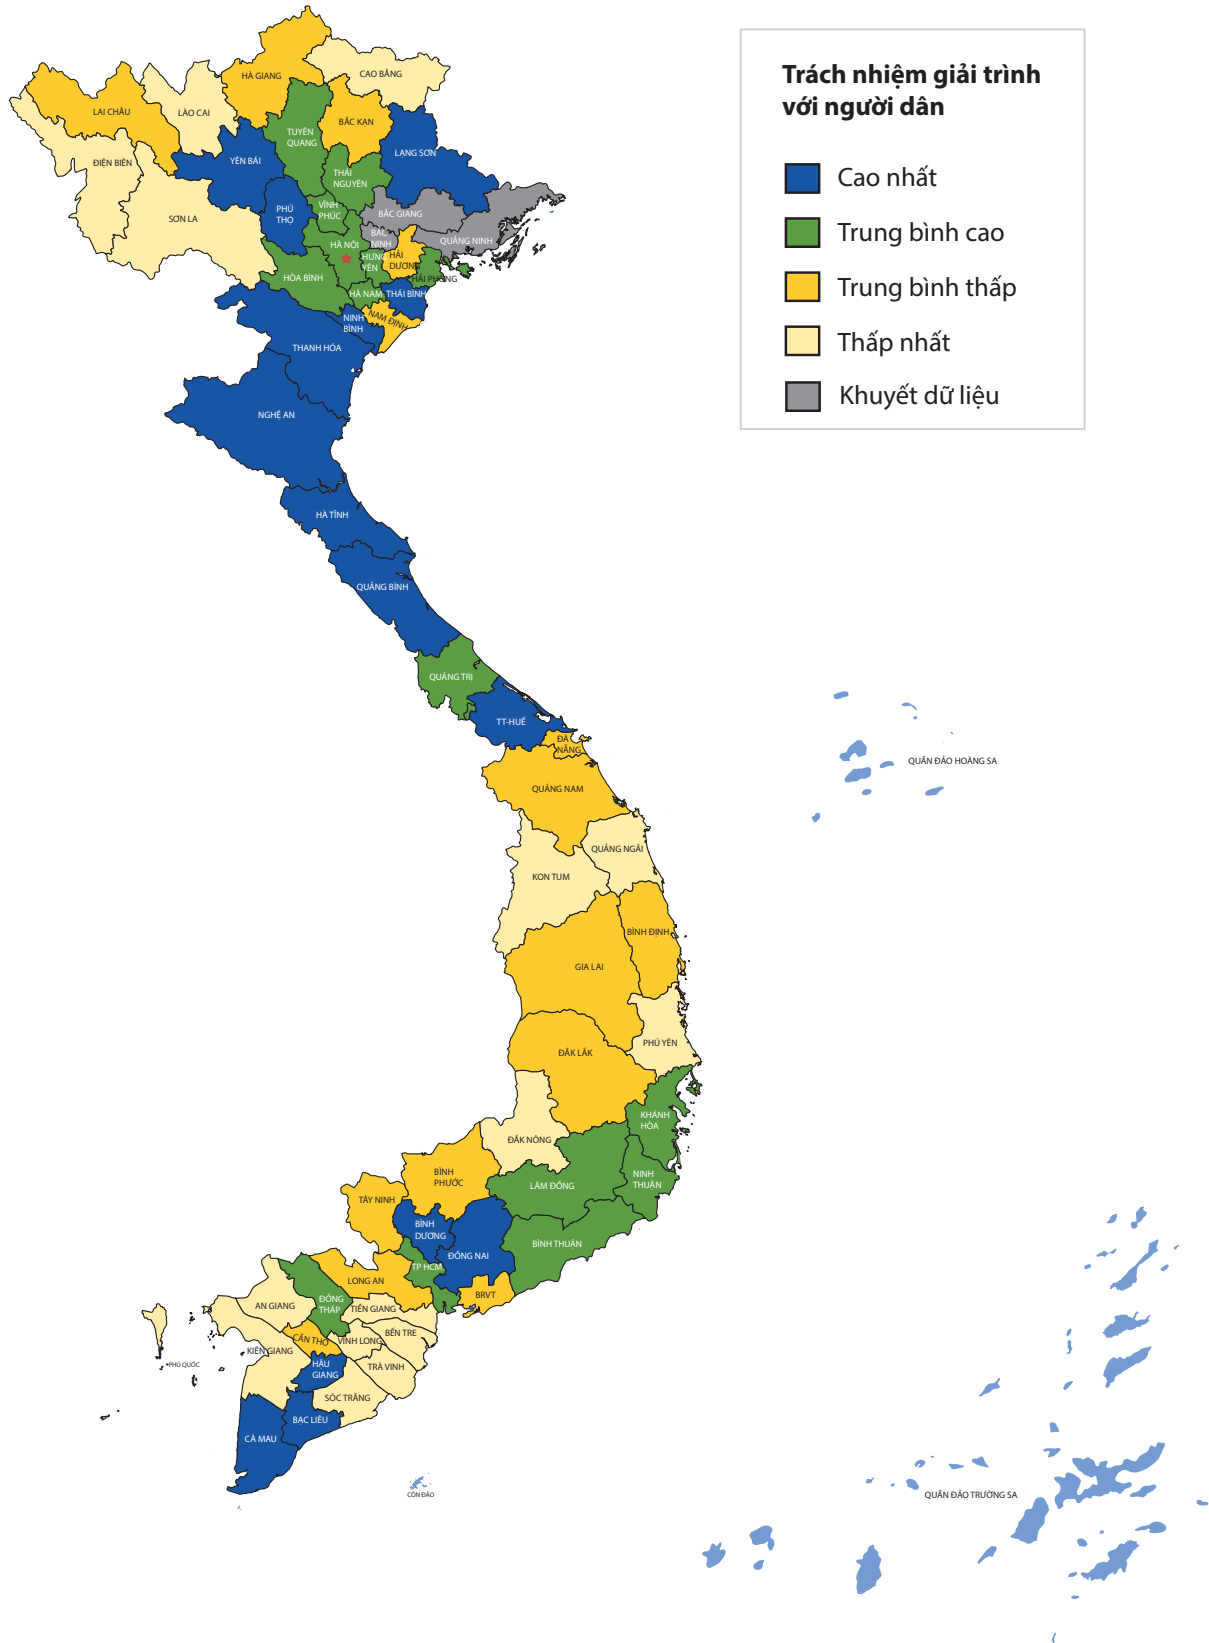 Trách nhiệm giải trình
với người dân
Cao nhất
Trung bình cao
Trung bình thấp
Thấp nhất
Khuyết dữ liệu
HÀ GIANG
CAO BẰNG
LAI CHÂU
LÀO CAI
BẮC KẠN
TUYÊN
QUANG
LẠNG SƠN
ĐIỆN BIÊN
YÊN BÁI
THÁI
NGUYÊN
SƠN LA
PHÚ
THỌ
VĨNH
PHÚC
BẮC GIANG
BẮC
NINH
QUẢNG NINH
HÀ NỘI
HƯNG
YÊN
HẢI
DƯƠNG
HẢI PHÒNG
HÒA BÌNH
HÀ NAM
THÁI BÌNH
NINH
BÌNH
NAM ĐỊNH
THANH HÓA
NGHỆ AN
HÀ TĨNH
QUẢNG BÌNH
QUẢNG TRỊ
TT-HUẾ
ĐÀ
NẴNG
QUẦN ĐẢO HOÀNG SA
QUẢNG NAM
QUẢNG NGÃI
KON TUM
BÌNH ĐỊNH
GIA LAI
PHÚ YÊN
ĐẮK LẮK
KHÁNH
HÒA
ĐẮK NÔNG
BÌNH
PHƯỚC
NINH
THUẬN
LÂM ĐỒNG
TÂY NINH
BÌNH
DƯƠNG
BÌNH THUẬN
ĐỒNG NAI
TP HCM
LONG AN
BRVT
ĐỒNG
THÁP
AN GIANG
TIỀN GIANG
BẾN TRE
CẦN THƠ
VĨNH LONG
KIÊN GIANG
PHÚ QUỐC
HẬU
GIANG
TRÀ VINH
SÓC TRĂNG
BẠC LIÊU
CÀ MAU
CÔN ĐẢO
QUẦN ĐẢO TRƯỜNG SA